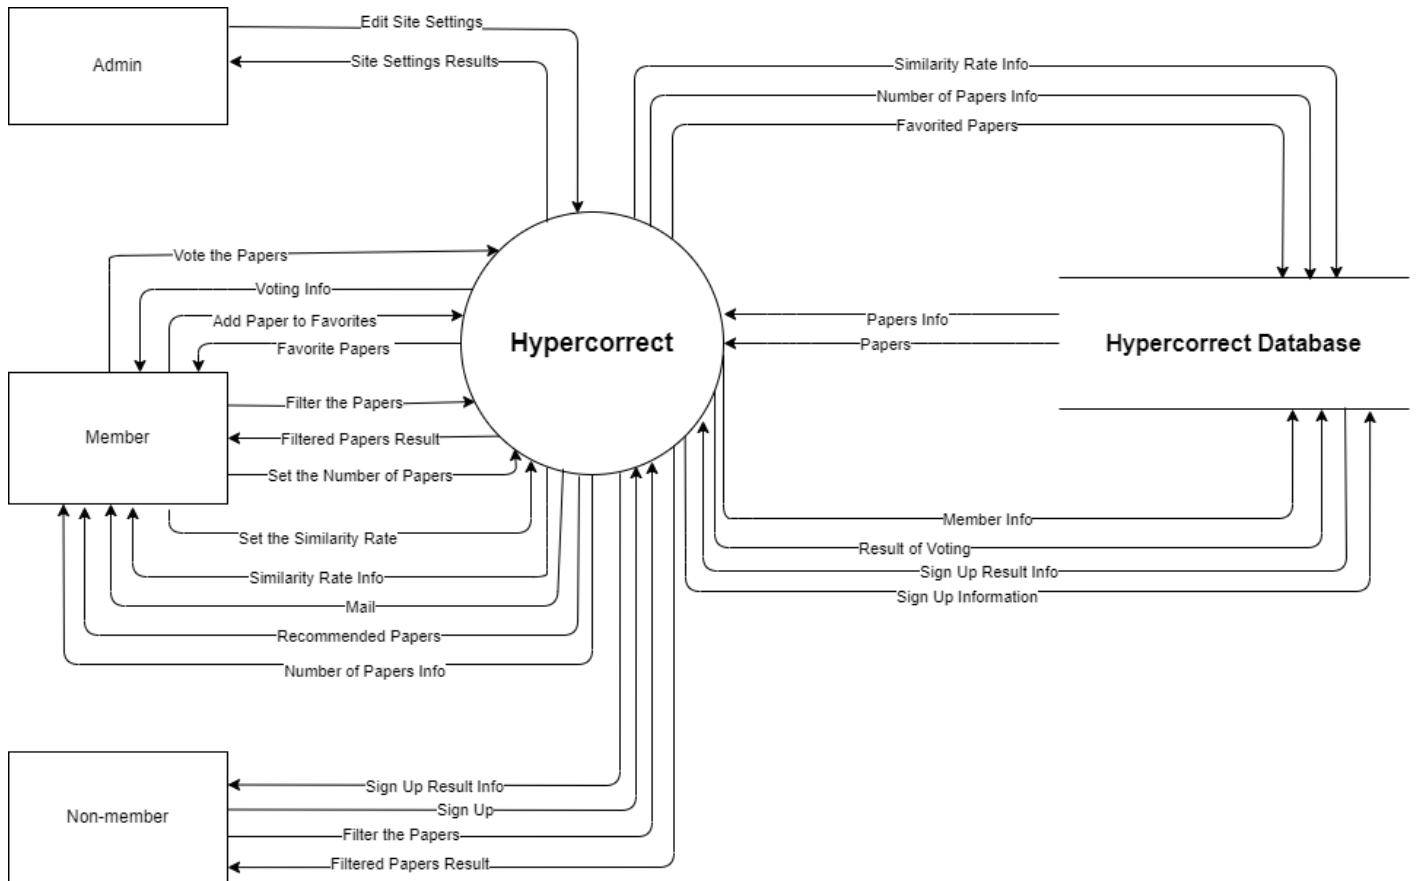 Edit Site Settings
Admin
Site Settings Results
Similarity Rate Info
Number of Papers Info
Favorited Papers
Vote the Papers
Voting Info
Add Paper to Favorites
Favorite Papers
Hypercorrect
Papers Info
Papers
Hypercorrect Database
Filter the Papers
Member
Filtered Papers Result
Set the Number of Papers
Set the Similarity Rate
Similarity Rate Info
Mail
Recommended Papers
Number of Papers Info
Member Info
Result of Voting
Sign Up Result Info
Sign Up Information
Sign Up Result Info
Sign Up
Non-member
Filter the Papers
Filtered Papers Result